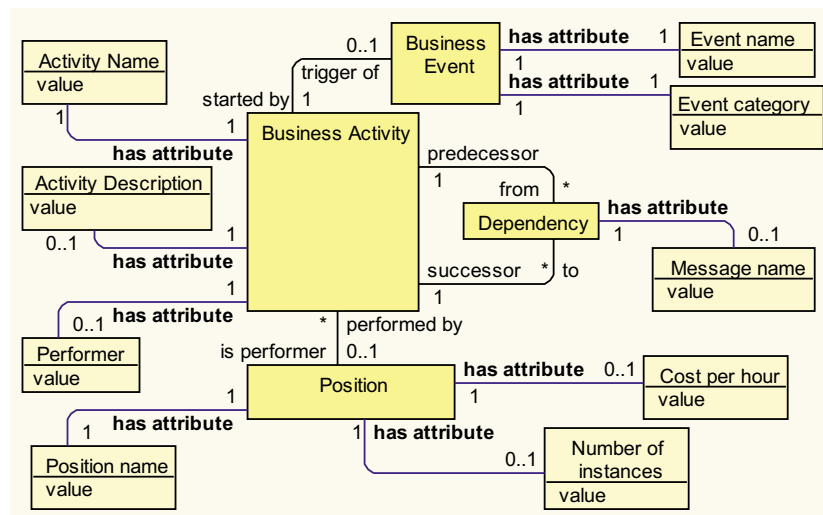 Activity Name
value
1
1
has attribute
0..1
trigger of
started by
1
Business
Event
has attribute
1
1
Event name
value
has attribute
1
1
Event category
value
Business Activity
Activity Description
value
0..1
1
has attribute
predecessor
1
from
*
Dependency
has attribute
1
0..1
Message name
value
successor
1
*
to
1
0..1
has attribute
Performer
value
*
performed by
is performer
0..1
Position
has attribute
0..1
1
Cost per hour
value
1
has attribute
1
Position name
value
1
has attribute
0..1
Number of
instances
value